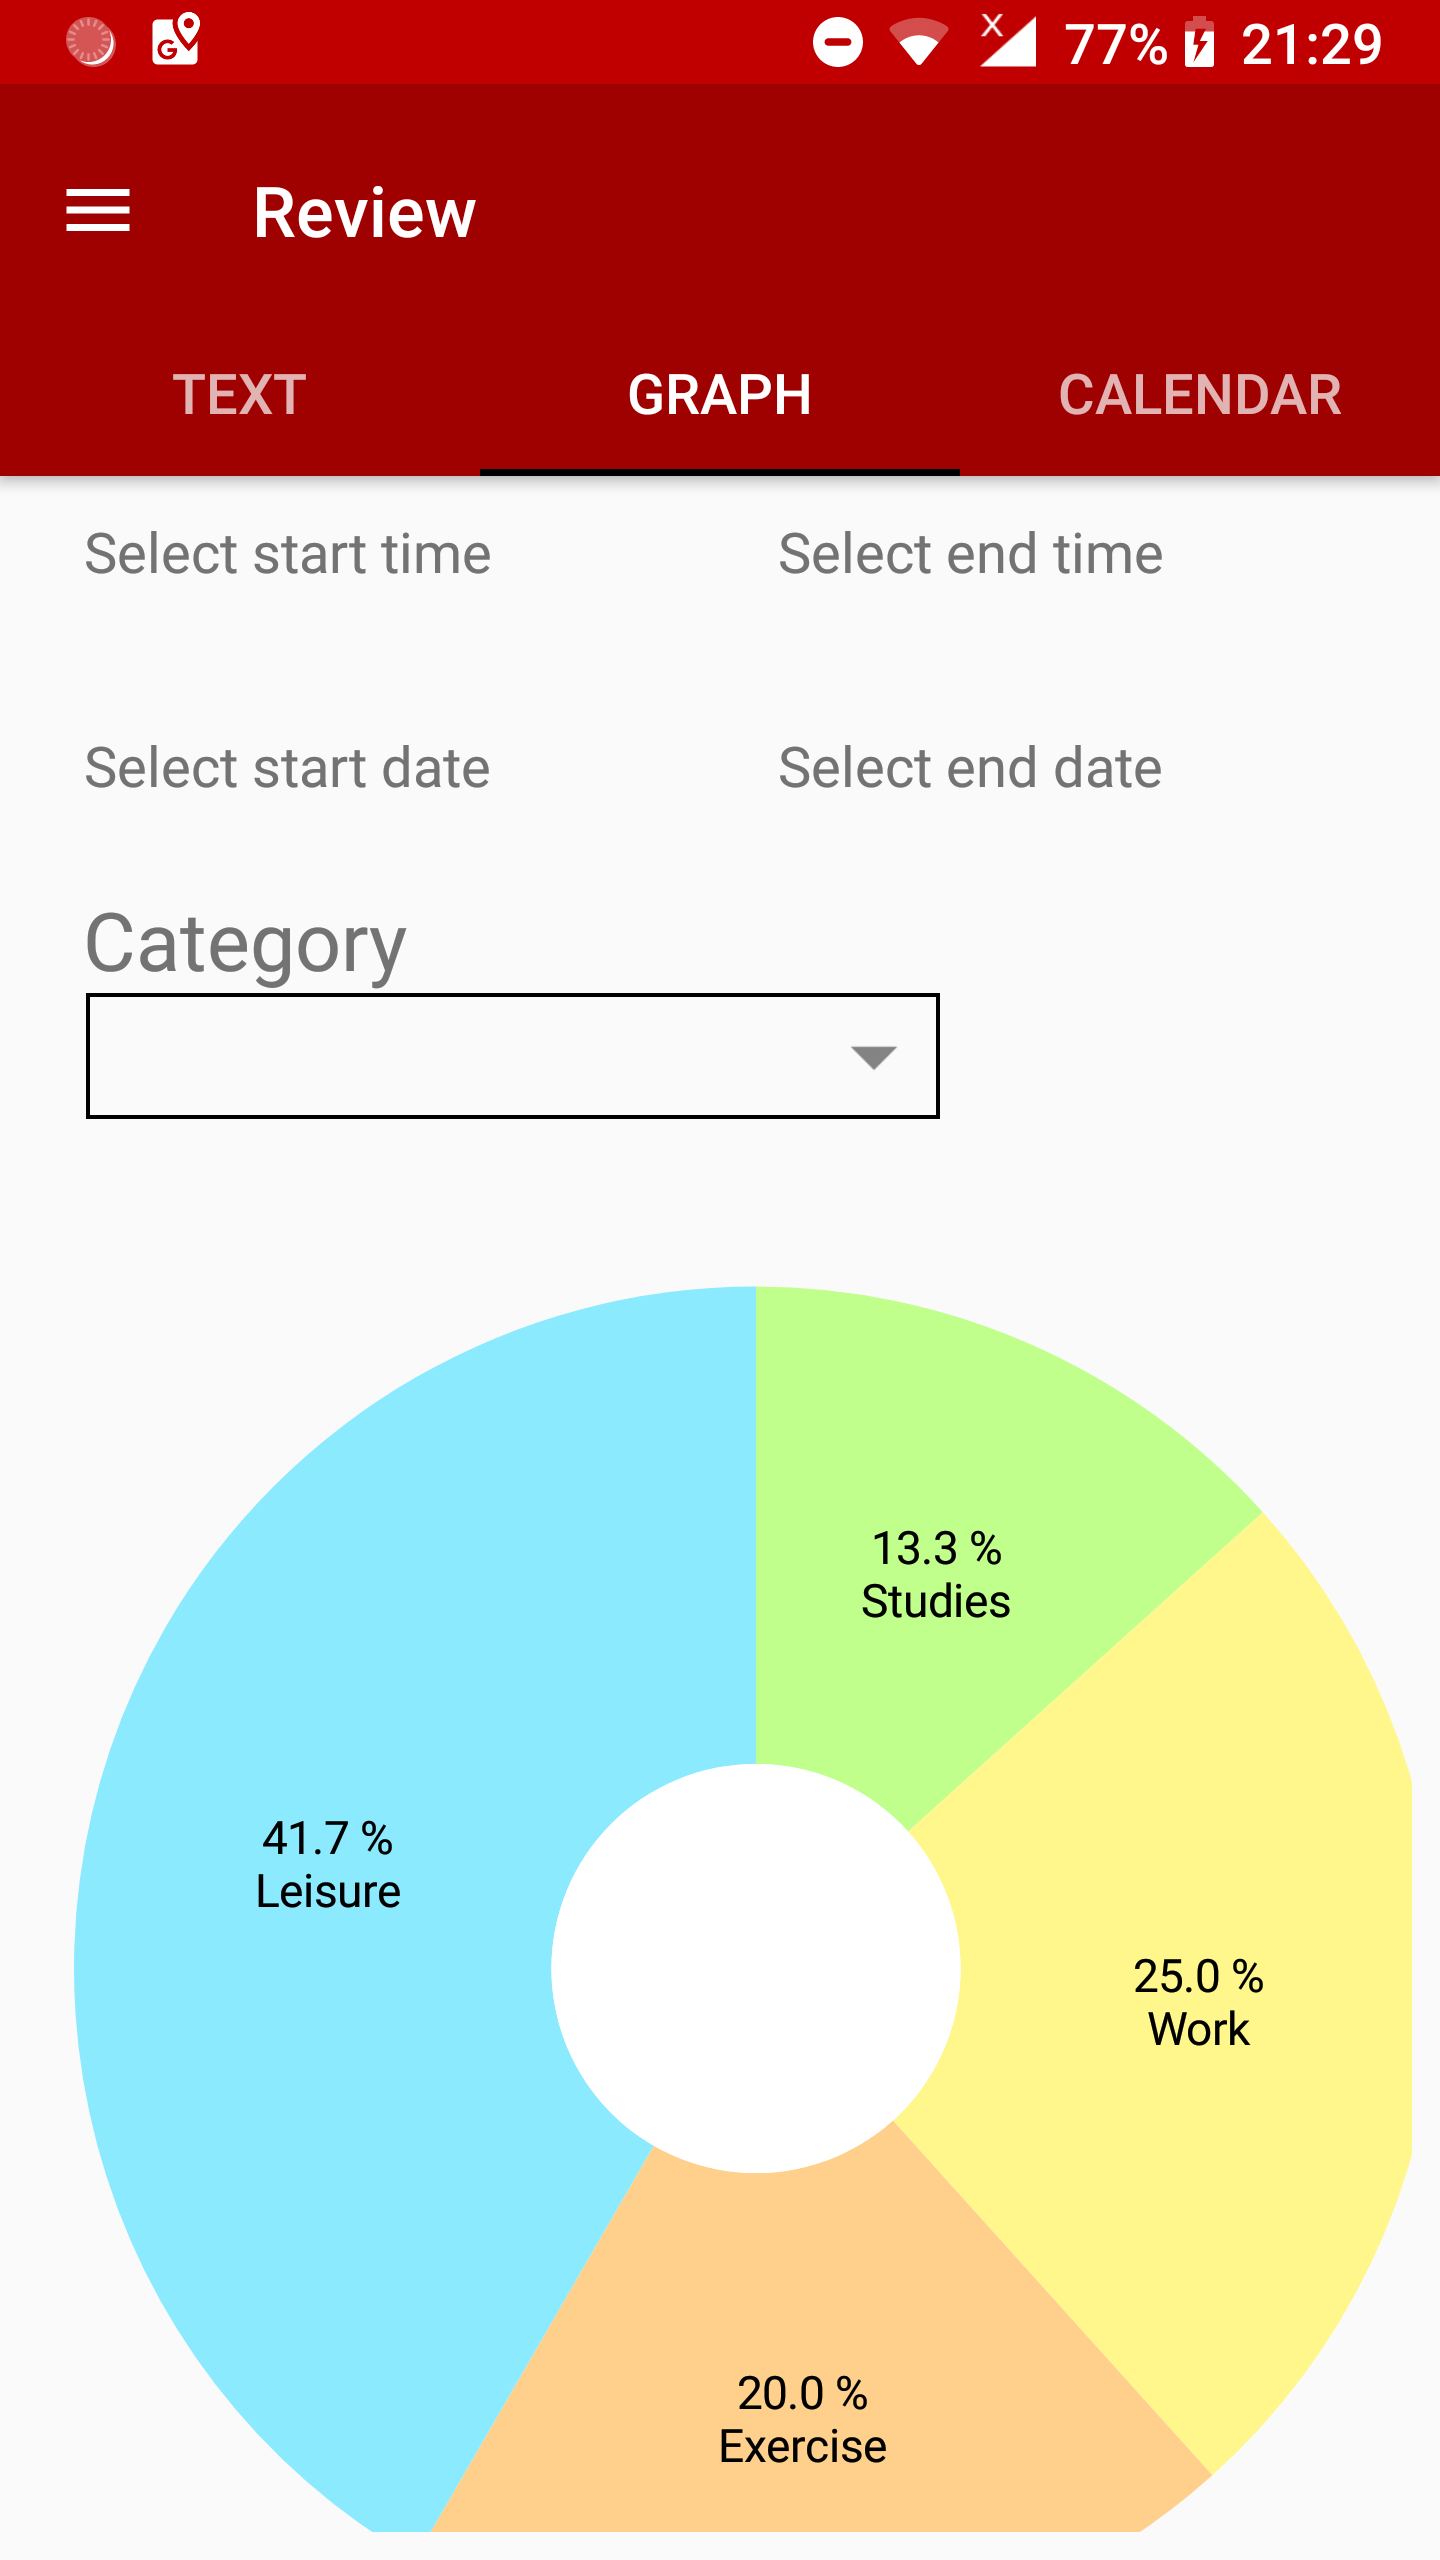 77% 21:29
Review
TEXT GRAPH CALENDAR
Select start time Select end time
Select start date Select end date
Category
13.3 %
Studies
41.7 %
Leisure
25.0 %
Work
20.0 %
Exercise